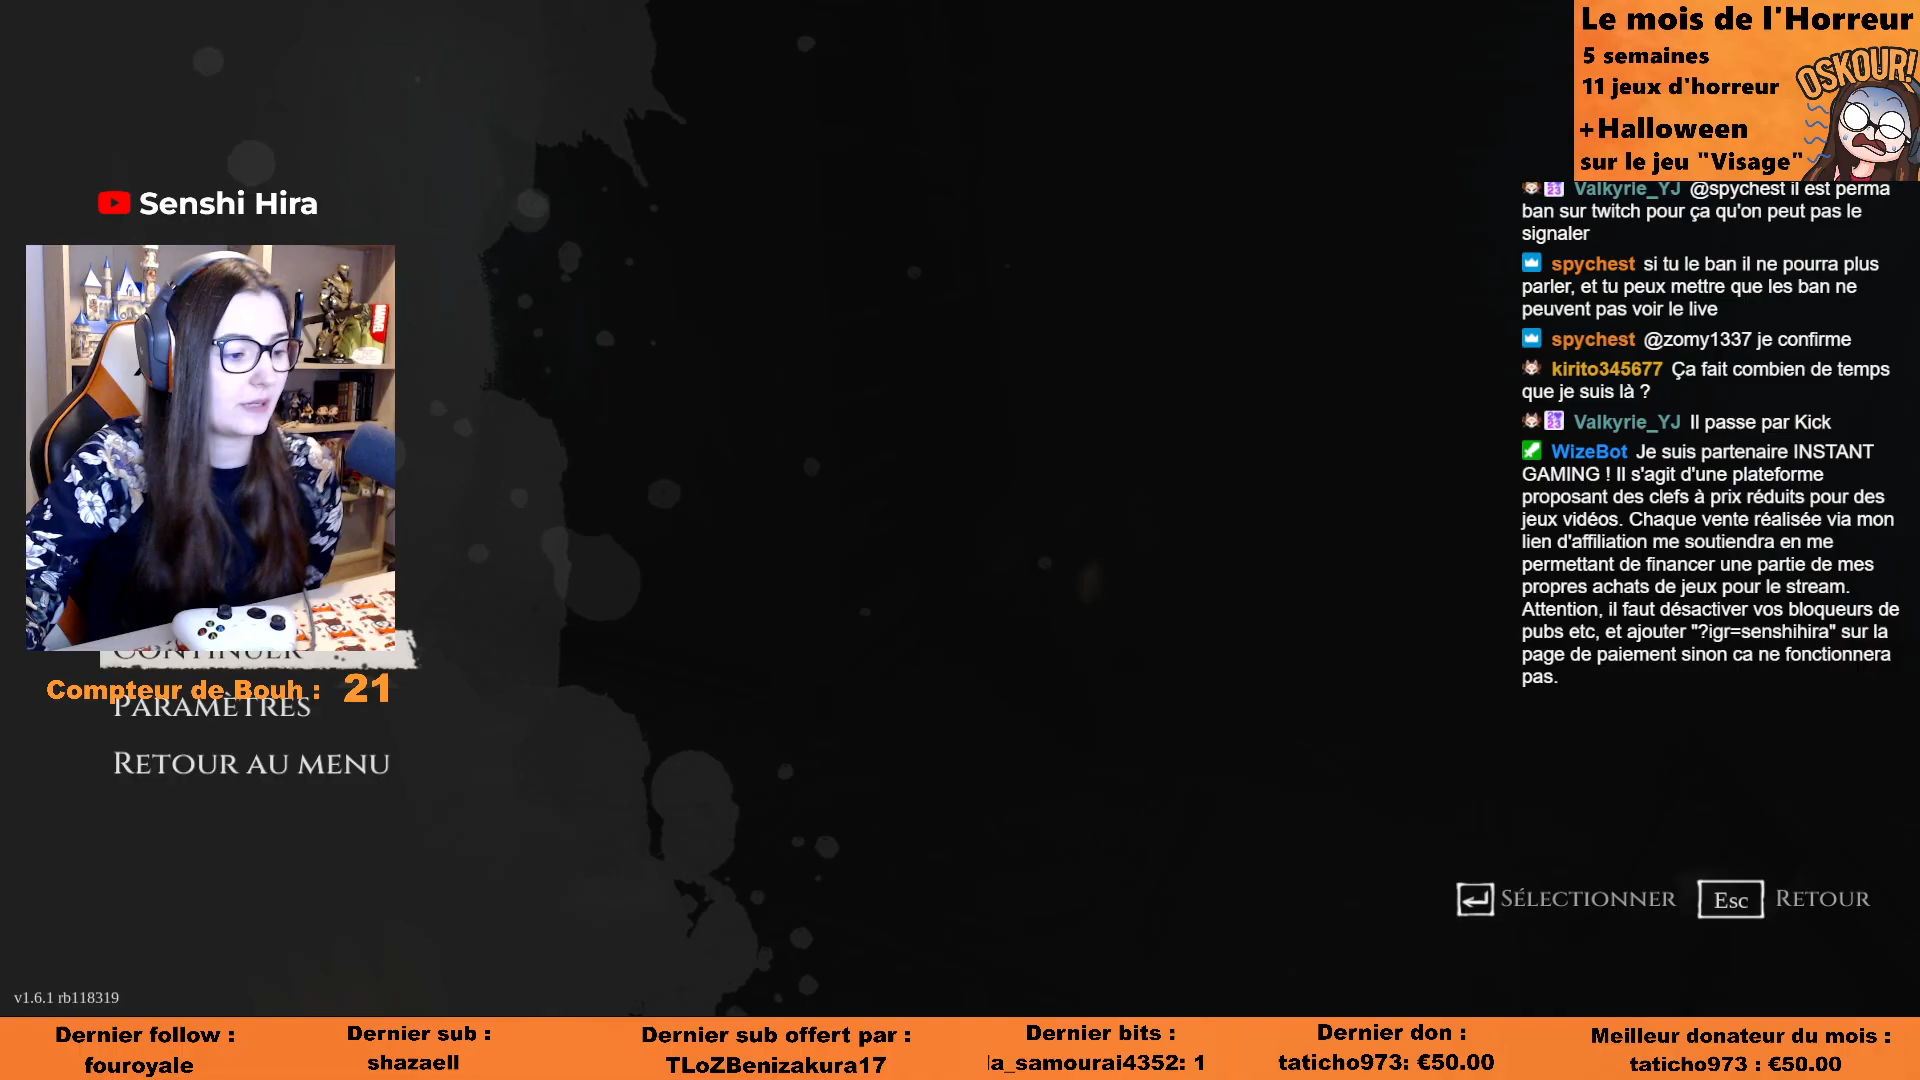 Le mois de l'Horreur
5 semaines
11 jeux d'horreur
+Halloween
sur le jeu "Visage"
OSKOUR!
Senshi Hira
MARVEL
Valkyrie_YJ @spychest il est perma
ban sur twitch pour ça qu'on peut pas le
signaler
spychest si tu le ban il ne pourra plus
parler, et tu peux mettre que les ban ne
peuvent pas voir le live
spychest @zomy1337 je confirme
kirito345677 Ça fait combien de temps
que je suis là ?
Valkyrie_YJ Il passe par Kick
WizeBot Je suis partenaire INSTANT
GAMING ! Il s'agit d'une plateforme
proposant des clefs à prix réduits pour des
jeux vidéos. Chaque vente réalisée via mon
lien d'affiliation me soutiendra en me
permettant de financer une partie de mes
propres achats de jeux pour le stream.
Attention, il faut désactiver vos bloqueurs de
pubs etc, et ajouter "?igr=senshihira" sur la
page de paiement sinon ca ne fonctionnera
pas.
CONTINUER
Compteur de Bouh : 21
PARAMÈTRES
RETOUR AU MENU
SÉLECTIONNER Esc RETOUR
v1.6.1 rb118319
Dernier follow :
fouroyale
Dernier sub :
shazaell
Dernier sub offert par :
TLoZBenizakura17
Dernier bits :
la_samourai4352: 1
Dernier don :
taticho973: €50.00
Meilleur donateur du mois :
taticho973 : €50.00